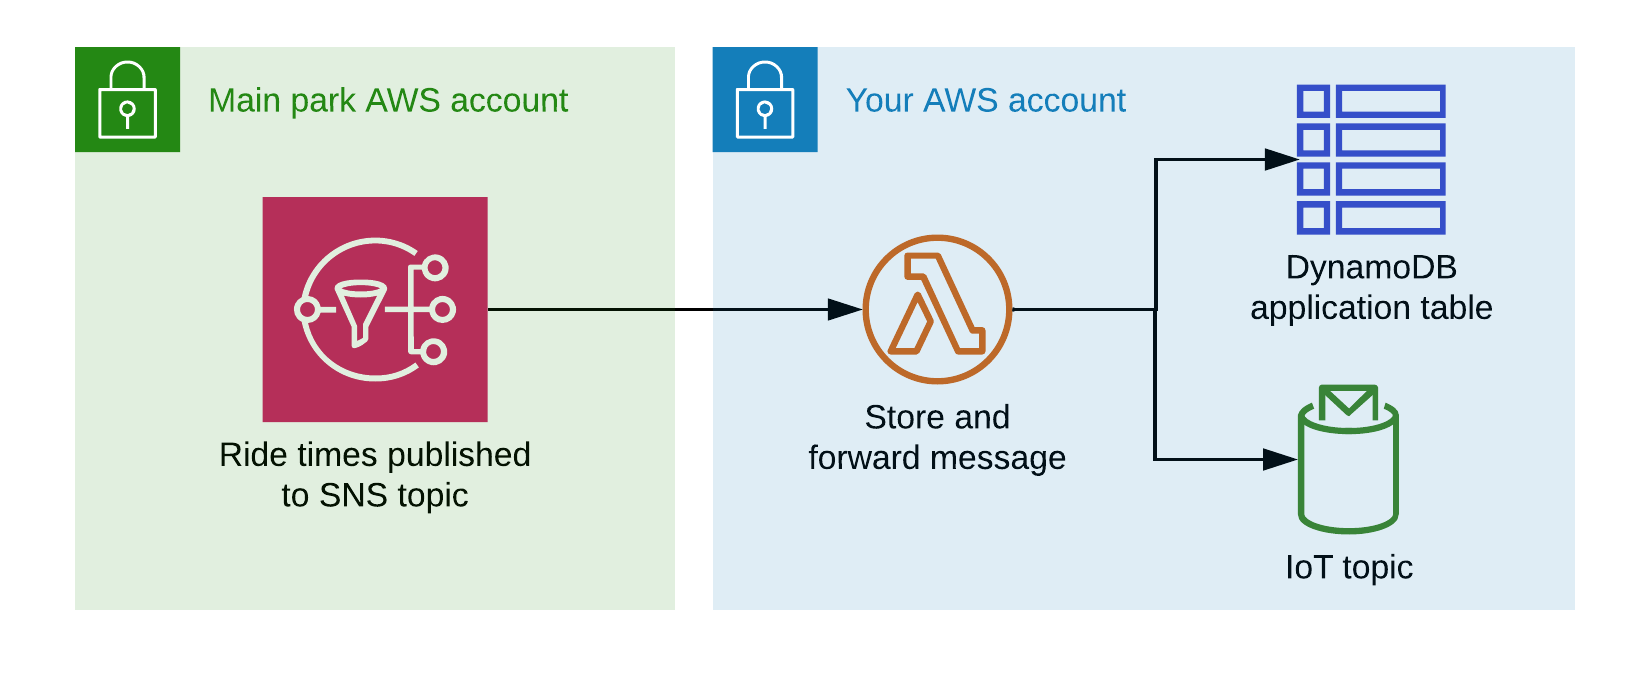 Main park AWS account
Your AWS account
Ride times published
to SNS topic
Store and
forward message
DynamoDB
application table
IoT topic